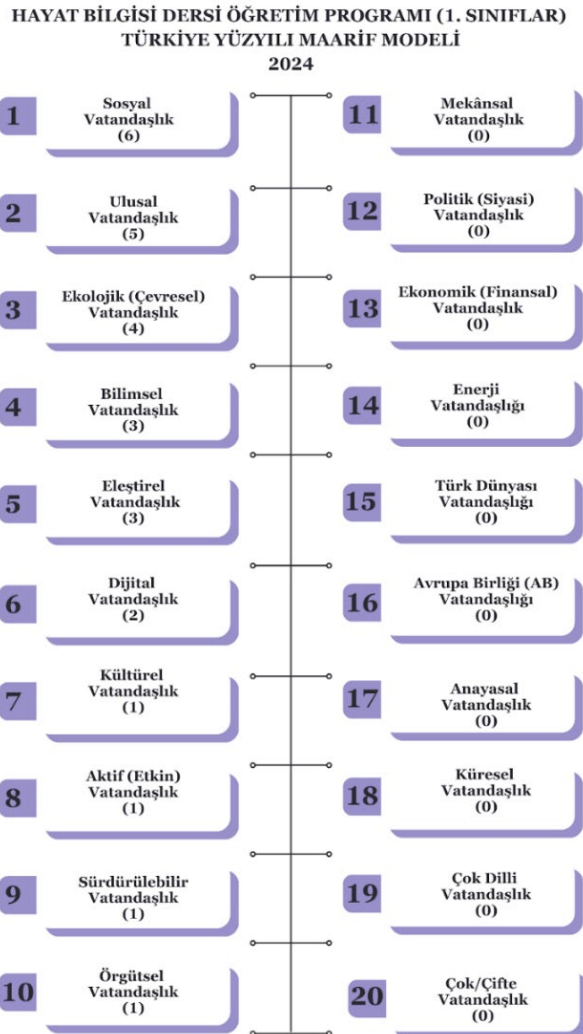 HAYAT BİLGİSİ DERSİ ÖĞRETİM PROGRAMI (1. SINIFLAR)
TÜRKİYE YÜZYILI MAARİF MODELİ
2024
1
Sosyal
Vatandaşlık
(6)
2
Ulusal
Vatandaşlık
(5)
3
Ekolojik (Çevresel)
Vatandaşlık
(4)
4
Bilimsel
Vatandaşlık
(3)
5
Eleştirel
Vatandaşlık
(3)
6
Dijital
Vatandaşlık
(2)
7
Kültürel
Vatandaşlık
(1)
8
Aktif (Etkin)
Vatandaşlık
(1)
9
Sürdürülebilir
Vatandaşlık
(1)
10
Örgütsel
Vatandaşlık
(1)
11
Mekânsal
Vatandaşlık
(0)
12
Politik (Siyasi)
Vatandaşlık
(0)
13
Ekonomik (Finansal)
Vatandaşlık
(0)
14
Enerji
Vatandaşlığı
(0)
15
Türk Dünyası
Vatandaşlığı
(0)
16
Avrupa Birliği (AB)
Vatandaşlığı
(0)
17
Anayasal
Vatandaşlık
(0)
18
Küresel
Vatandaşlık
(0)
19
Çok Dilli
Vatandaşlık
(0)
20
Çok/Çifte
Vatandaşlık
(0)